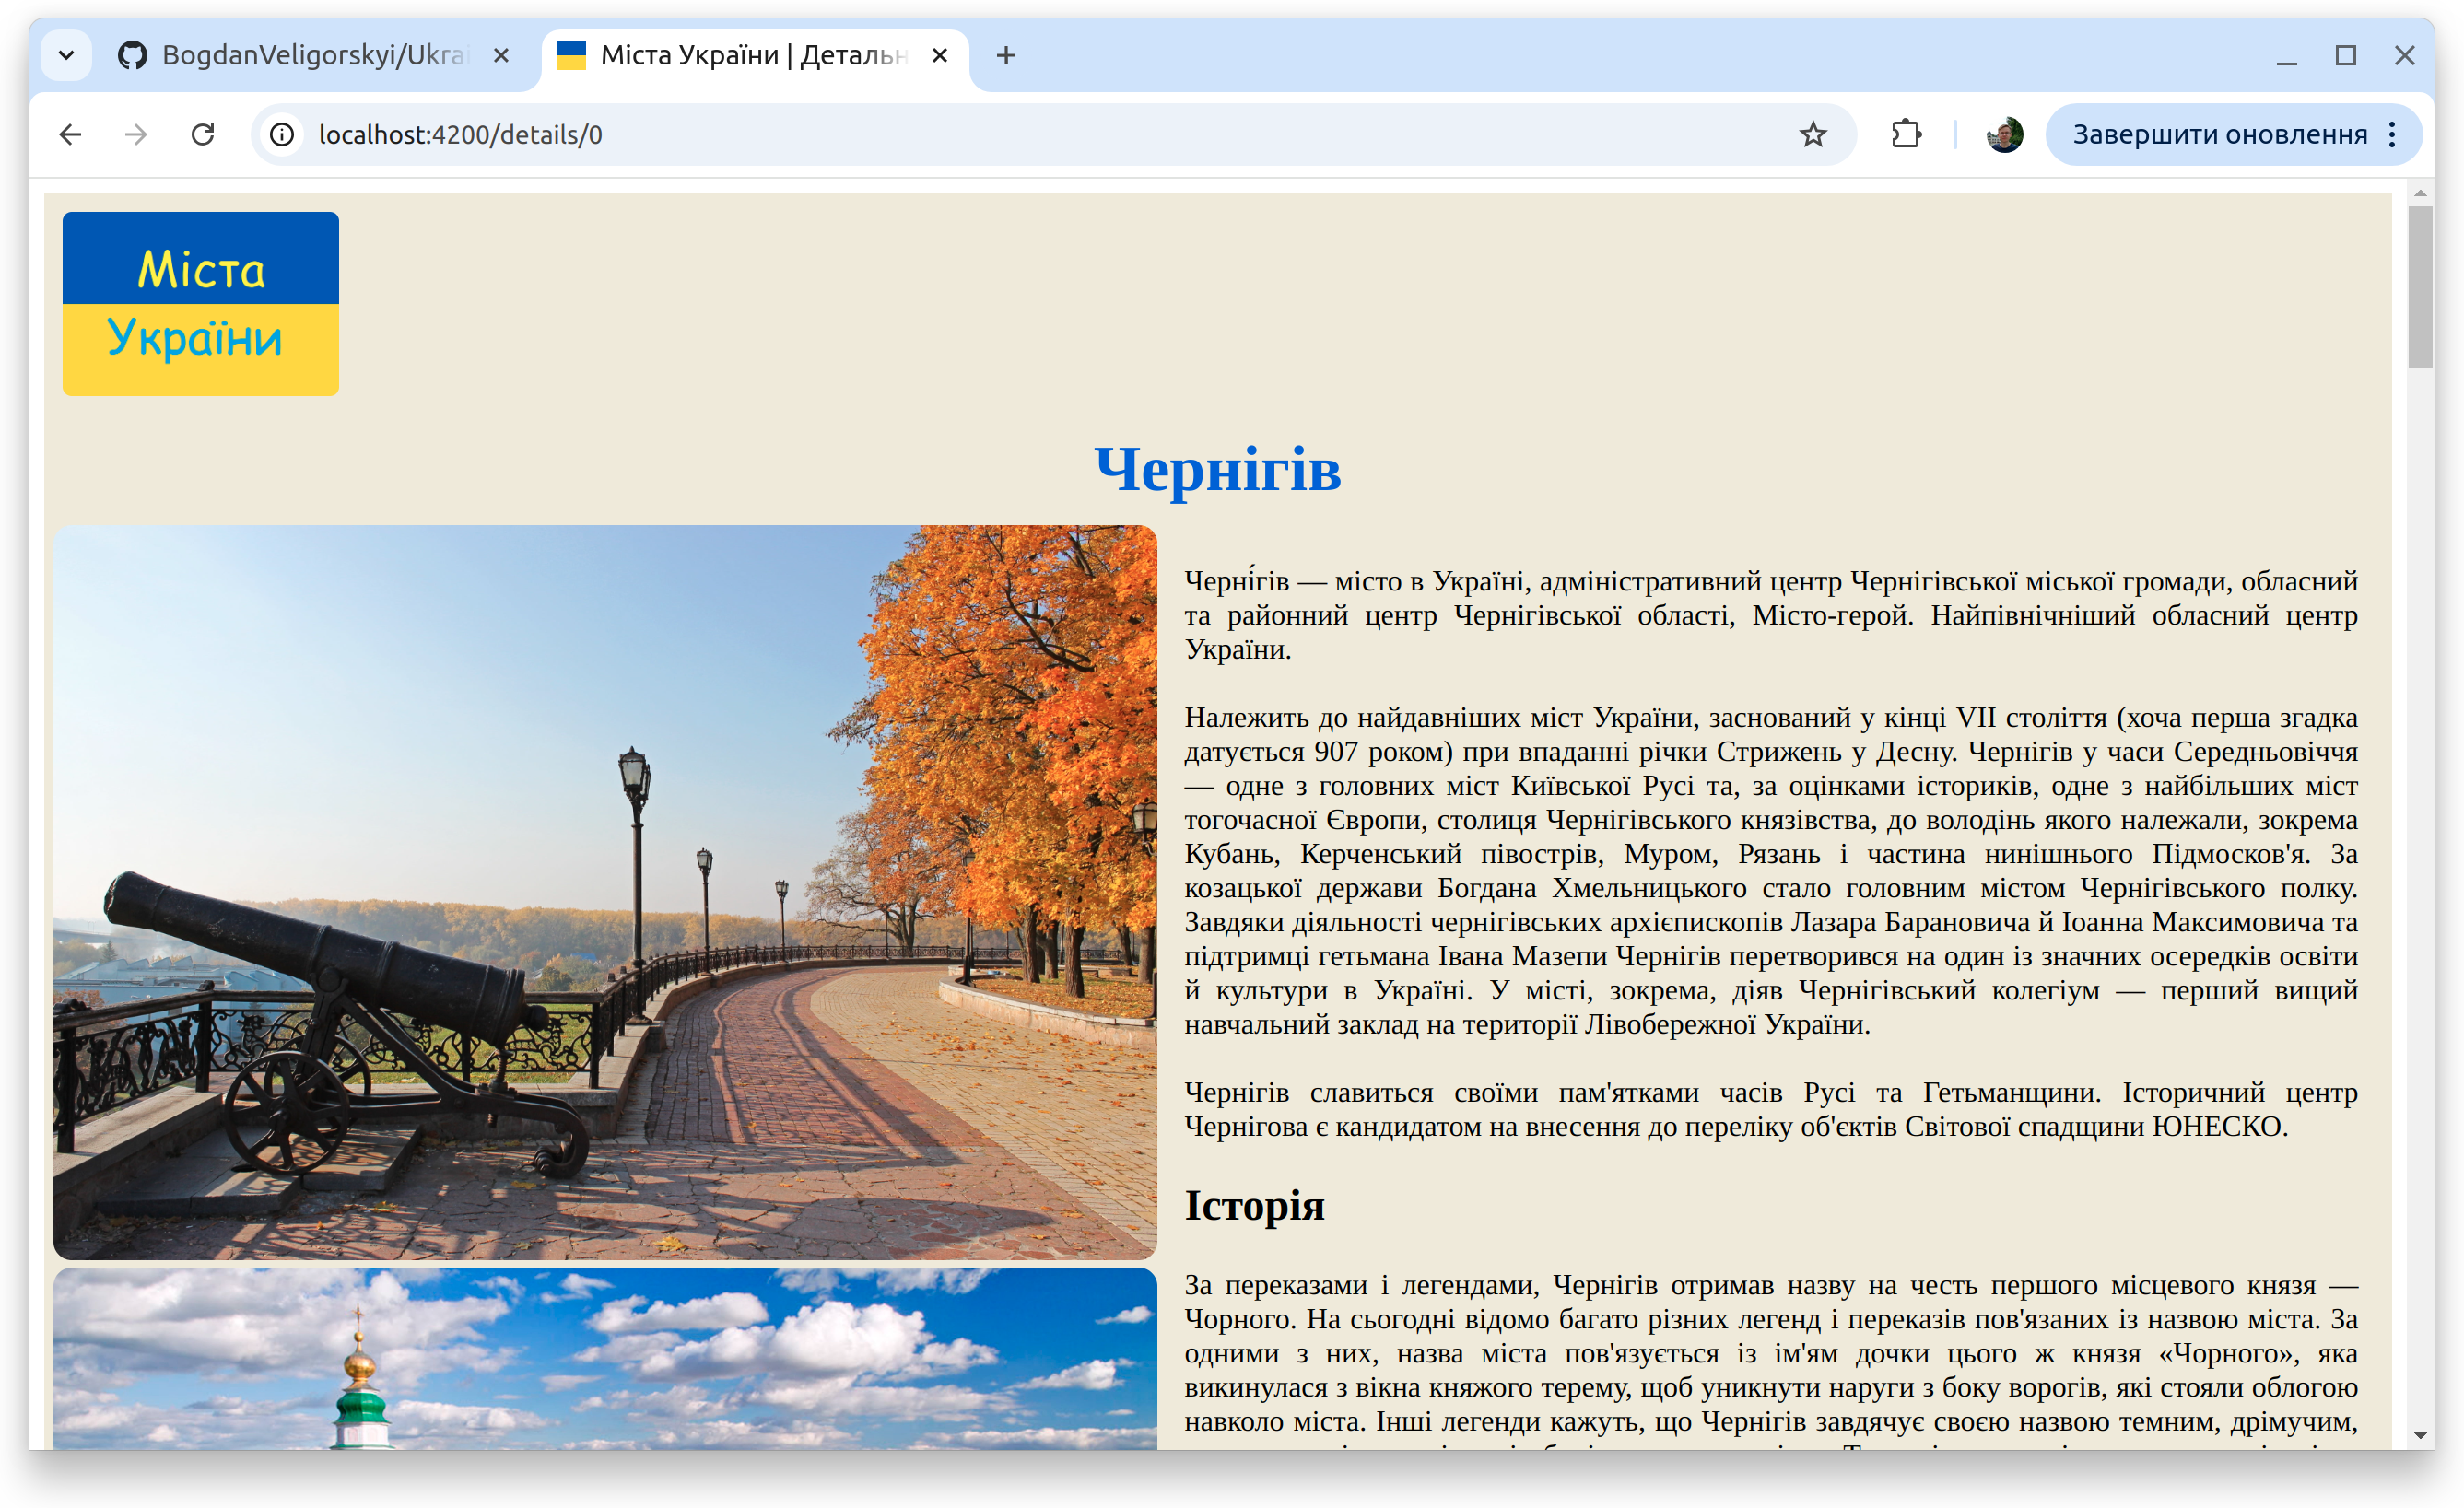 BogdanVeligorskyi/Ukrai
Міста України | Детальн
localhost:4200/details/0
Завершити оновлення
Міста
України
Чернігів
Черні́гів — місто в Україні, адміністративний центр Чернігівської міської громади, обласний
та районний центр Чернігівської області, Місто-герой. Найпівнічніший обласний центр
України.
Належить до найдавніших міст України, заснований у кінці VII століття (хоча перша згадка
датується 907 роком) при впаданні річки Стрижень у Десну. Чернігів у часи Середньовіччя
— одне з головних міст Київської Русі та, за оцінками істориків, одне з найбільших міст
тогочасної Європи, столиця Чернігівського князівства, до володінь якого належали, зокрема
Кубань, Керченський півострів, Муром, Рязань і частина нинішнього Підмосков'я. За
козацької держави Богдана Хмельницького стало головним містом Чернігівського полку.
Завдяки діяльності чернігівських архієпископів Лазара Барановича й Іоанна Максимовича та
підтримці гетьмана Івана Мазепи Чернігів перетворився на один із значних осередків освіти
й культури в Україні. У місті, зокрема, діяв Чернігівський колегіум — перший вищий
навчальний заклад на території Лівобережної України.
Чернігів славиться своїми пам'ятками часів Русі та Гетьманщини. Історичний центр
Чернігова є кандидатом на внесення до переліку об'єктів Світової спадщини ЮНЕСКО.
Історія
За переказами і легендами, Чернігів отримав назву на честь першого місцевого князя —
Чорного. На сьогодні відомо багато різних легенд і переказів пов'язаних із назвою міста. За
одними з них, назва міста пов'язується із ім'ям дочки цього ж князя «Чорного», яка
викинулася з вікна княжого терему, щоб уникнути наруги з боку ворогів, які стояли облогою
навколо міста. Інші легенди кажуть, що Чернігів завдячує своєю назвою темним, дрімучим,